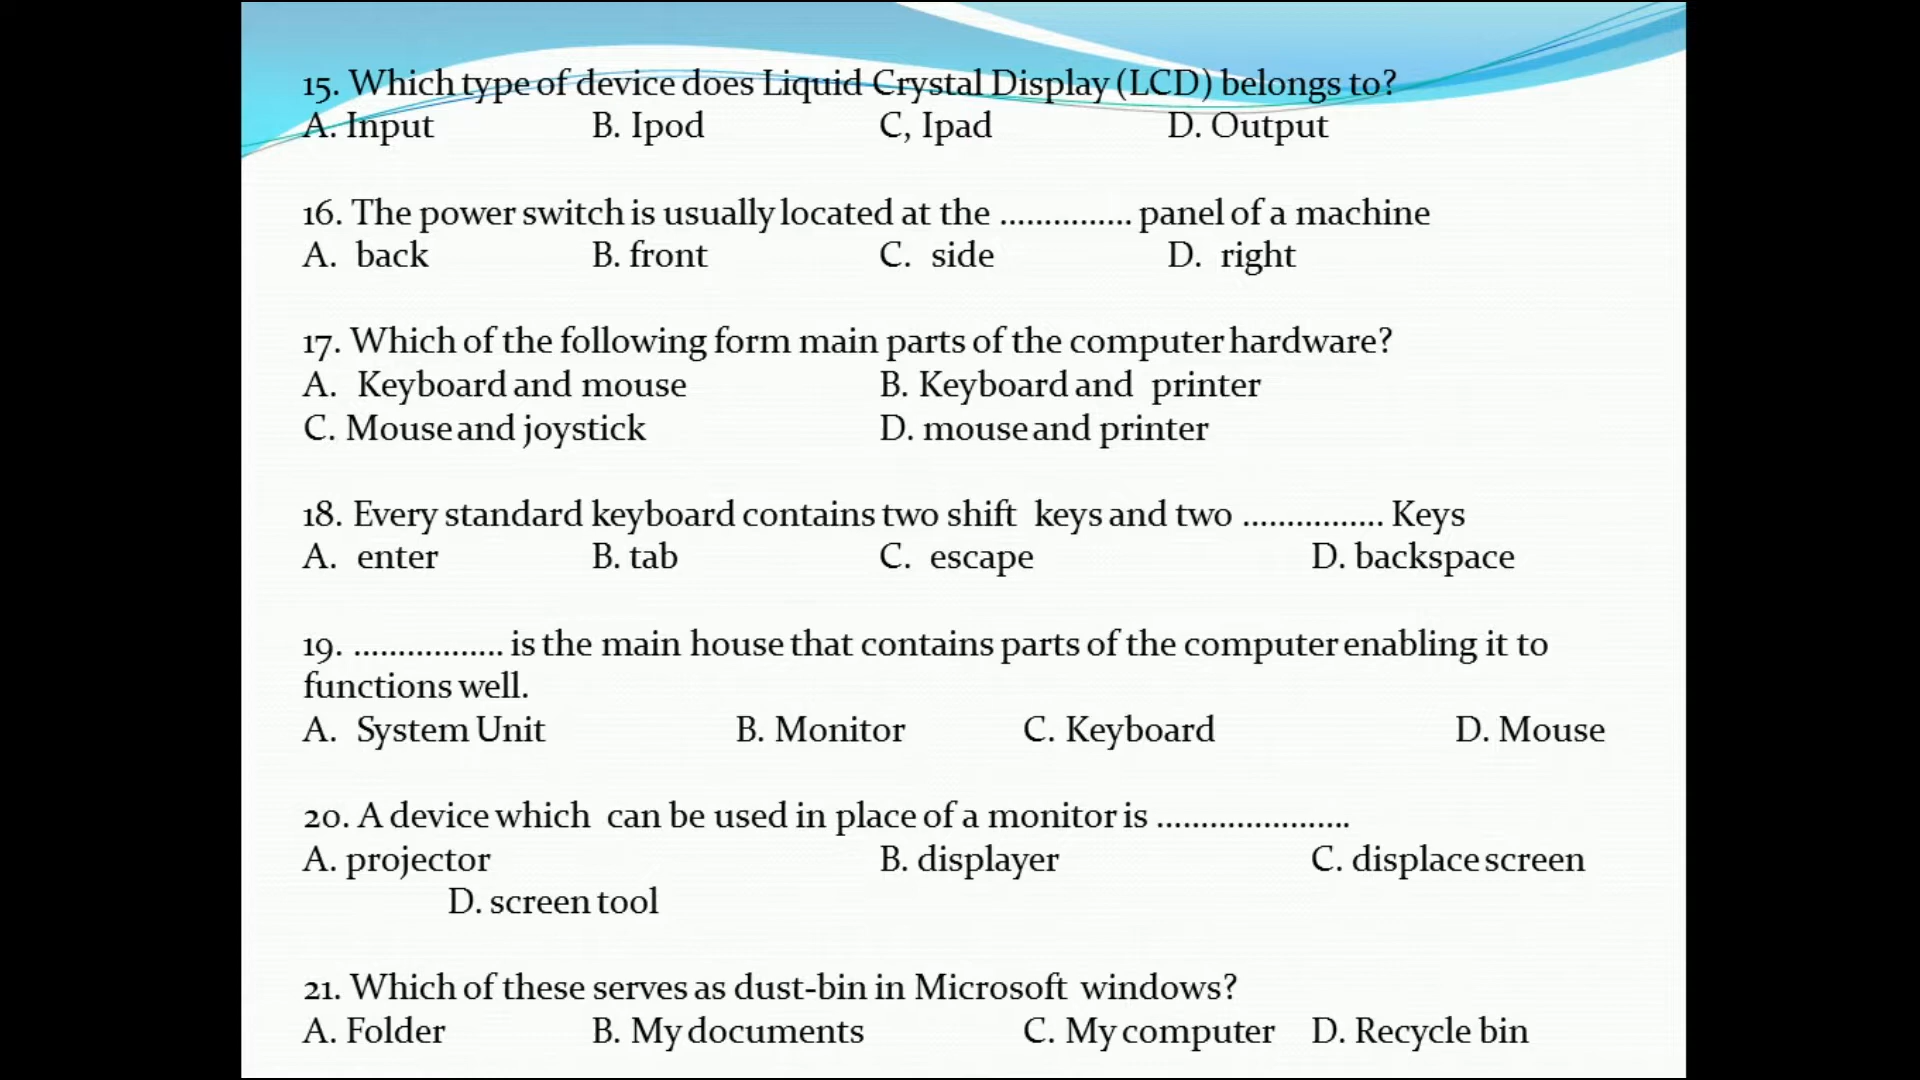 15. Which type of device does Liquid Crystal Display (LCD) belongs to?
A. Input B. Ipod C, Ipad D. Output
16. The power switch is usually located at the ............... panel of a machine
A. back B. front C. side D. right
17. Which of the following form main parts of the computer hardware?
A. Keyboard and mouse B. Keyboard and printer
C. Mouse and joystick D. mouse and printer
18. Every standard keyboard contains two shift keys and two ................ Keys
A. enter B. tab C. escape D. backspace
19. ................. is the main house that contains parts of the computer enabling it to
functions well.
A. System Unit B. Monitor C. Keyboard D. Mouse
20. A device which can be used in place of a monitor is ......................
A. projector B. displayer C. displace screen
D. screen tool
21. Which of these serves as dust-bin in Microsoft windows?
A. Folder B. My documents C. My computer D. Recycle bin